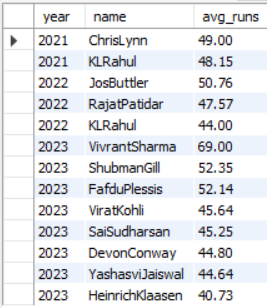 year name avg_runs
2021 ChrisLynn 49.00
2021 KLRahul 48.15
2022 JosButtler 50.76
2022 RajatPatidar 47.57
2022 KLRahul 44.00
2023 VivrantSharma 69.00
2023 ShubmanGill 52.35
2023 FafduPlessis 52.14
2023 ViratKohli 45.64
2023 SaiSudharsan 45.25
2023 DevonConway 44.80
2023 YashasviJaiswal 44.64
2023 HeinrichKlaasen 40.73